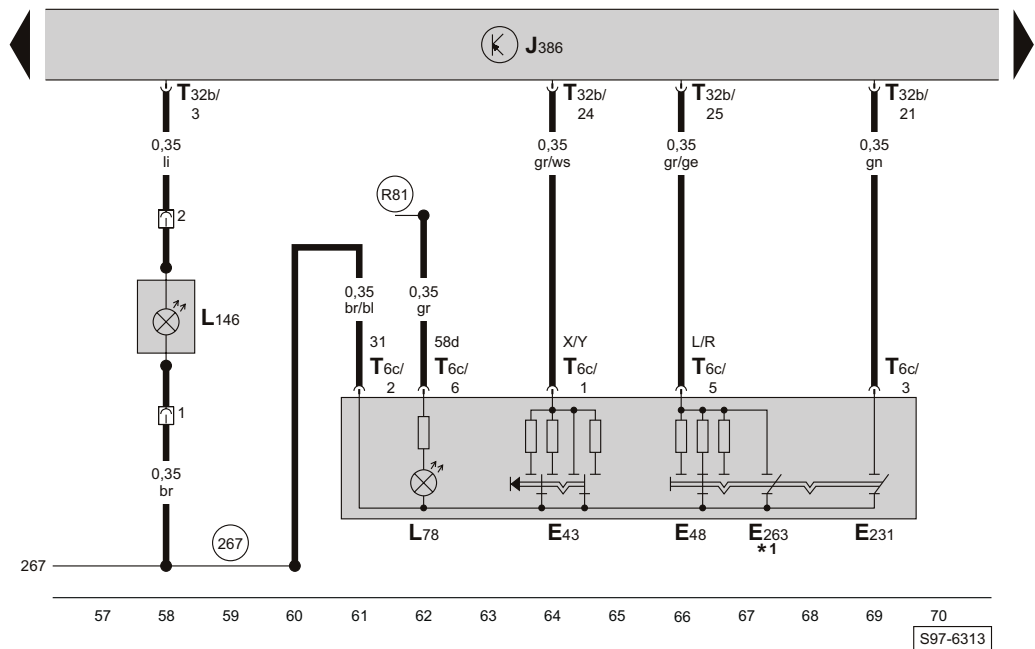 J386
T32b/
3
T32b/
24
T32b/
25
T32b/
21
0,35
li
0,35
gr/ws
0,35
gr/ge
0,35
gn
2
R81
L146
0,35
br/bl
0,35
gr
31
T6c/
2
58d
T6c/
6
X/Y
T6c/
1
L/R
T6c/
5
T6c/
3
1
0,35
br
L78
E43
E48
E263
*1
E231
267
267
57 58 59 60 61 62 63 64 65 66 67 68 69 70
S97-6313